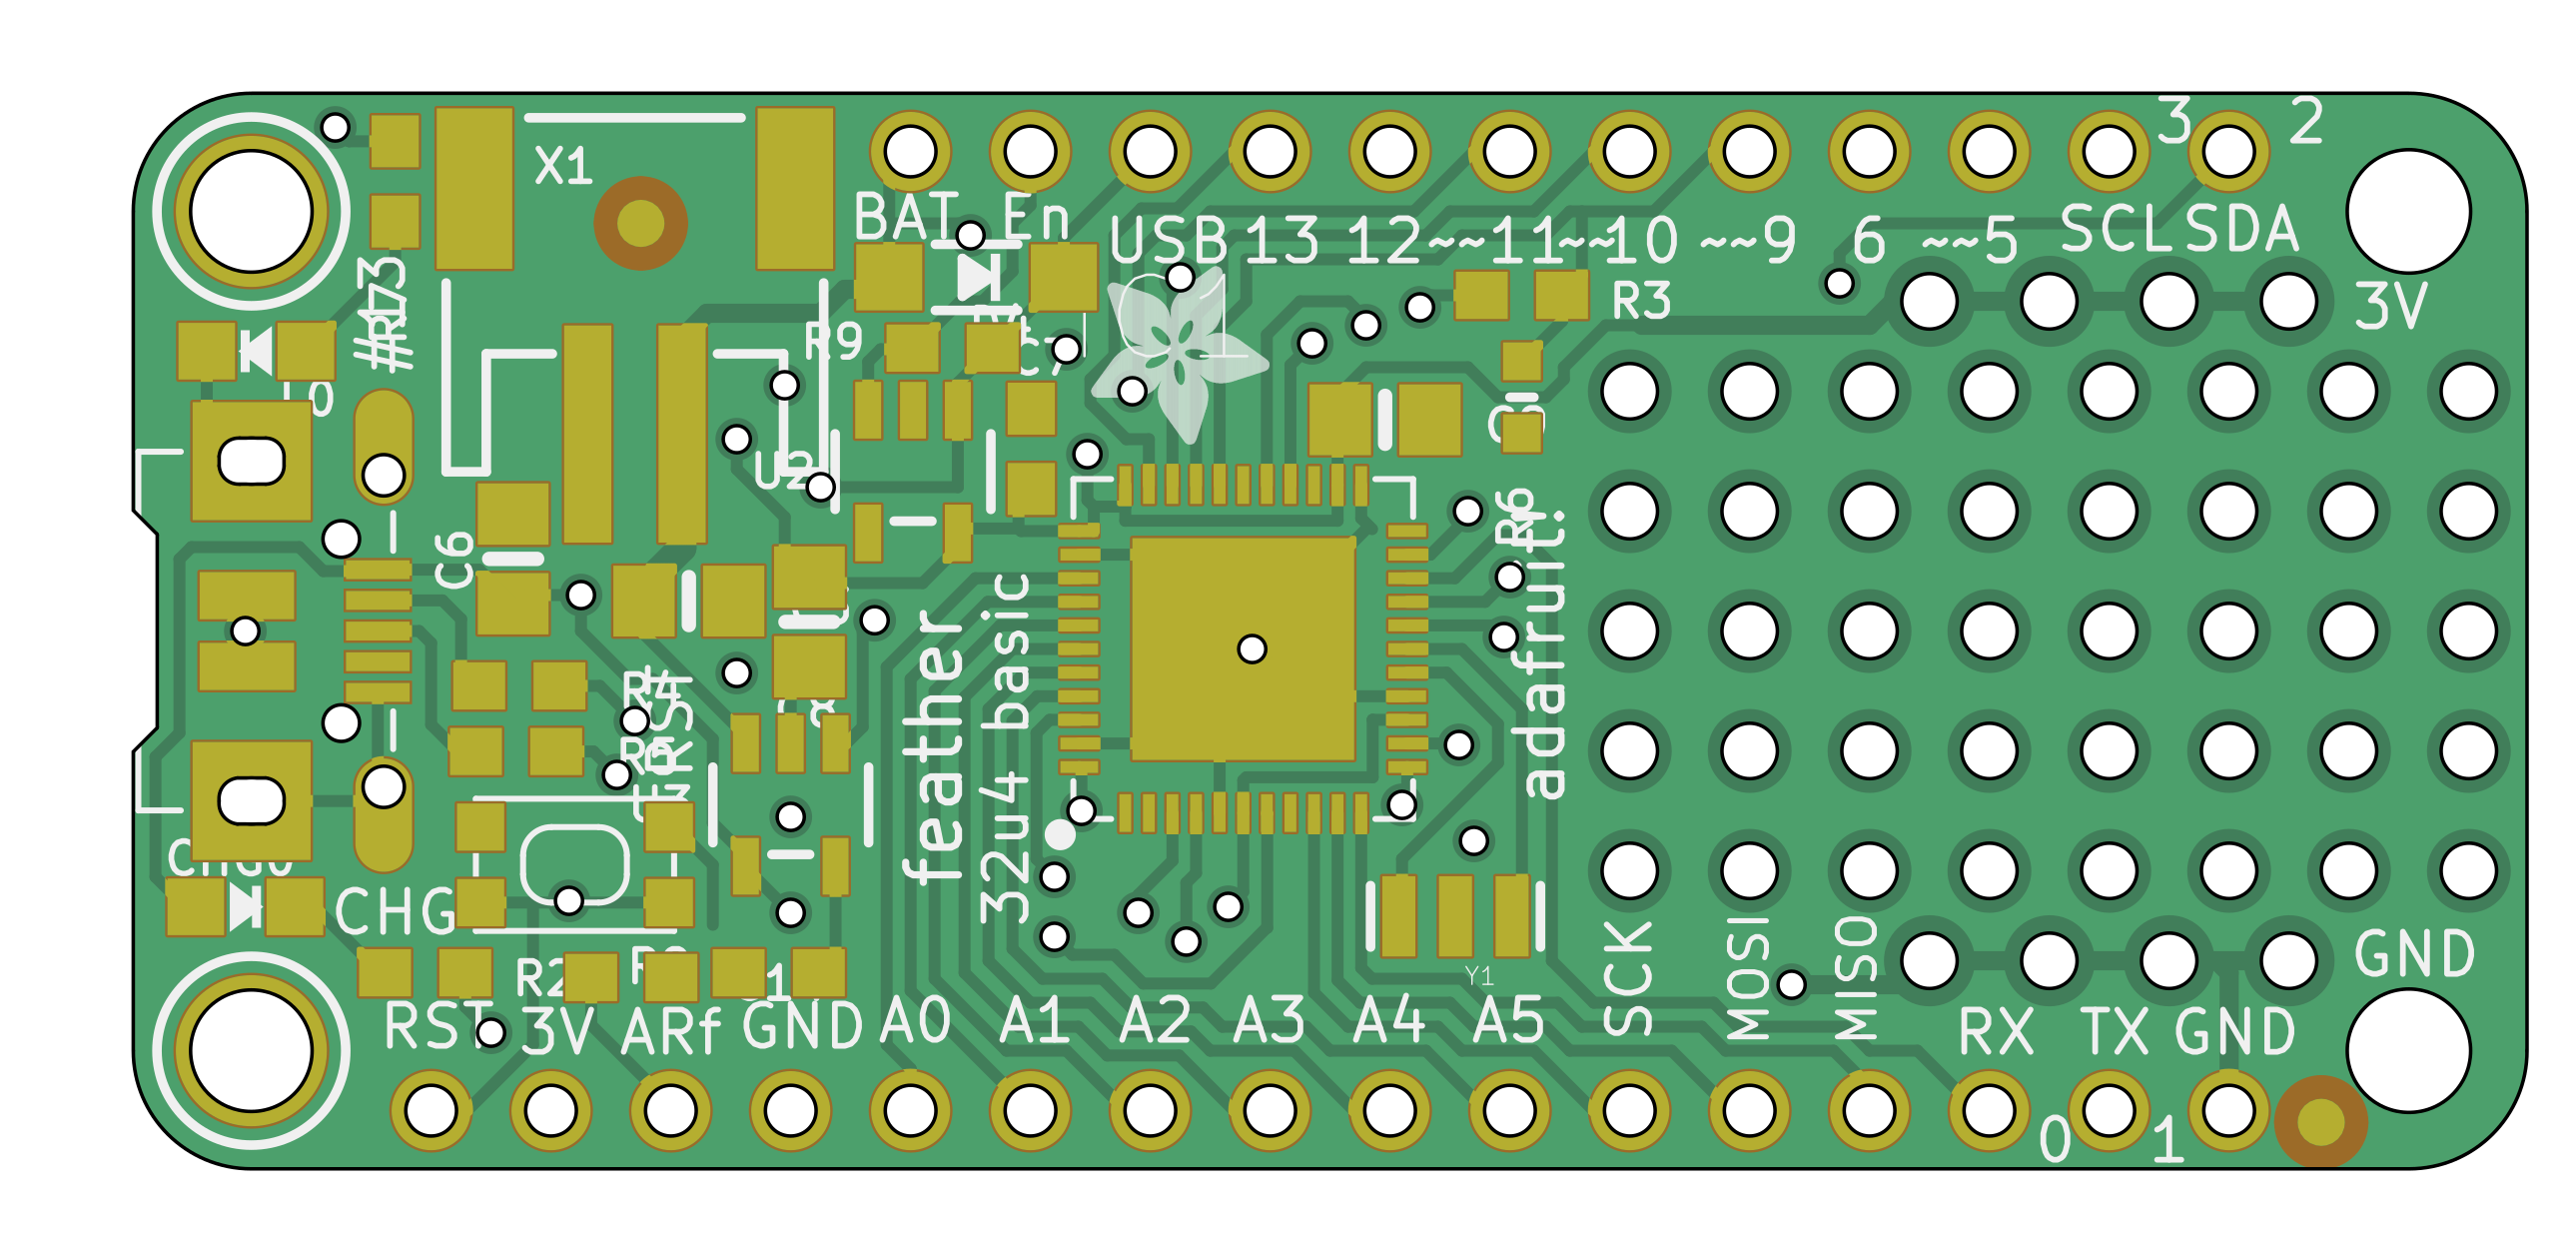 3 2
X1
BAT En USB 13 12 ~~11 ~~10 ~~9 6 ~~5 SCL SDA
3V
R3
R9
#13
C6
U2
R6
feather
32u4 basic
adafruit!
R4
R5
CHG
R2
Y1
SCK
MOSI
MISO
GND
RST 3V ARf GND A0 A1 A2 A3 A4 A5 RX TX GND
0 1